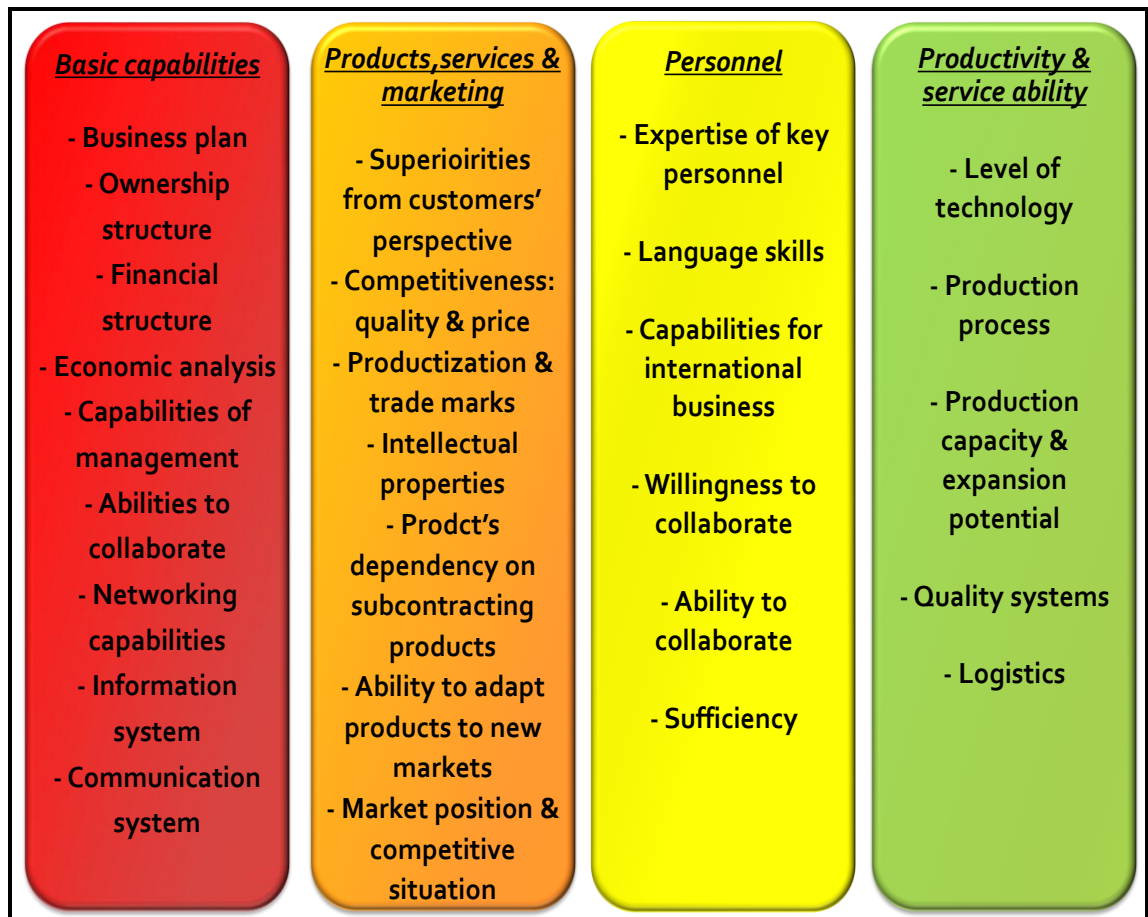 Basic capabilities
- Business plan
- Ownership
structure
- Financial
structure
- Economic analysis
- Capabilities of
management
- Abilities to
collaborate
- Networking
capabilities
- Information
system
- Communication
system
Products,services &
marketing
- Superioirities
from customers’
perspective
- Competitiveness:
quality & price
- Productization &
trade marks
- Intellectual
properties
- Prodct’s
dependency on
subcontracting
products
- Ability to adapt
products to new
markets
- Market position &
competitive
situation
Personnel
- Expertise of key
personnel
- Language skills
- Capabilities for
international
business
- Willingness to
collaborate
- Ability to
collaborate
- Sufficiency
Productivity &
service ability
- Level of
technology
- Production
process
- Production
capacity &
expansion
potential
- Quality systems
- Logistics